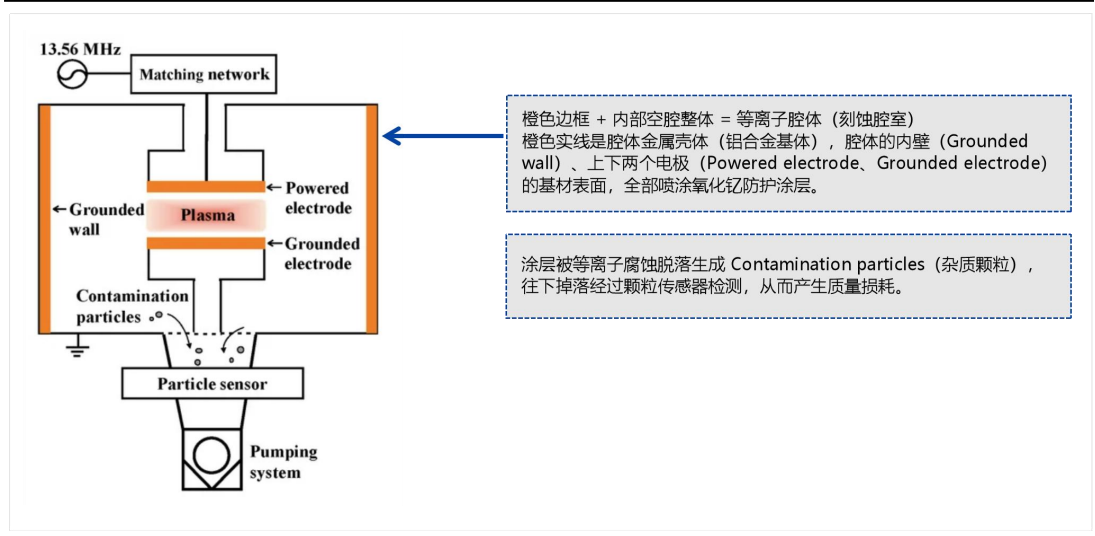 13.56 MHz
Matching network
Powered
electrode
Grounded
wall
Plasma
Grounded
electrode
Contamination
particles
Particle sensor
Pumping
system
橙色边框 + 内部空腔整体 = 等离子腔体（刻蚀腔室）
橙色实线是腔体金属壳体（铝合金基体），腔体的内壁（Grounded
wall）、上下两个电极（Powered electrode、Grounded electrode）
的基材表面，全部喷涂氧化钇防护涂层。
涂层被等离子腐蚀脱落生成 Contamination particles（杂质颗粒），
往下掉落经过颗粒传感器检测，从而产生质量损耗。